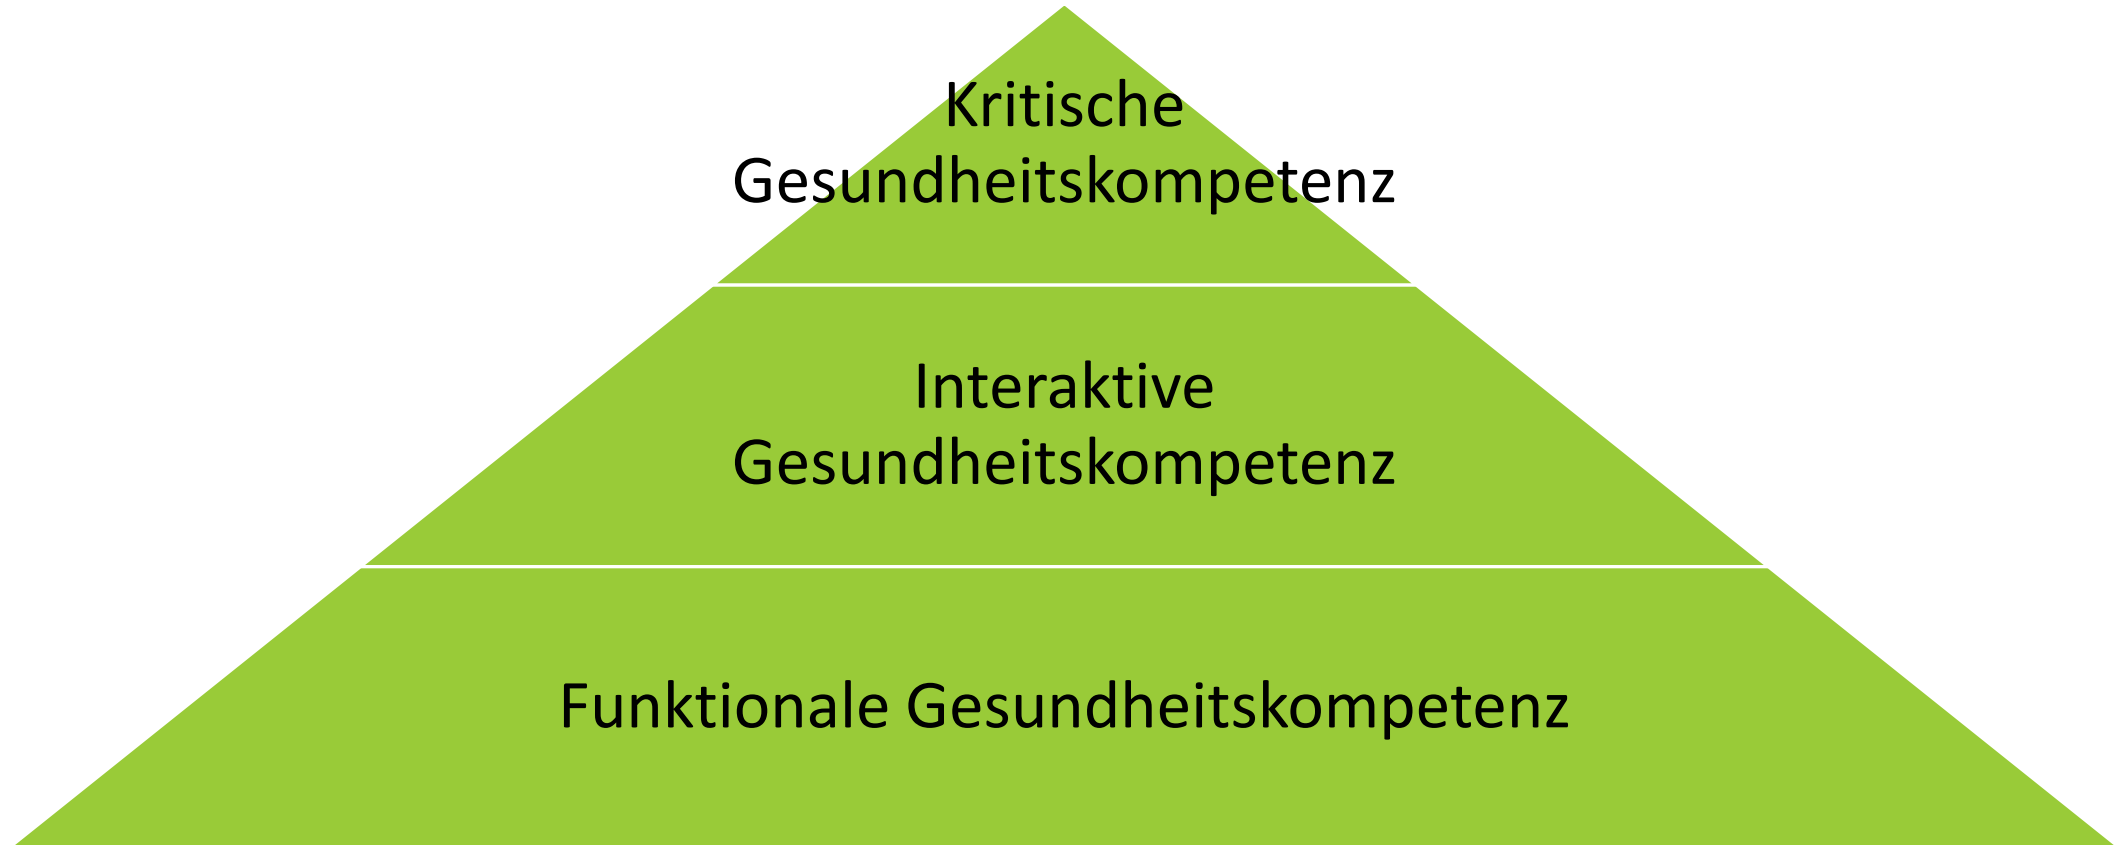 Kritische
Gesundheitskompetenz
Interaktive
Gesundheitskompetenz
Funktionale Gesundheitskompetenz